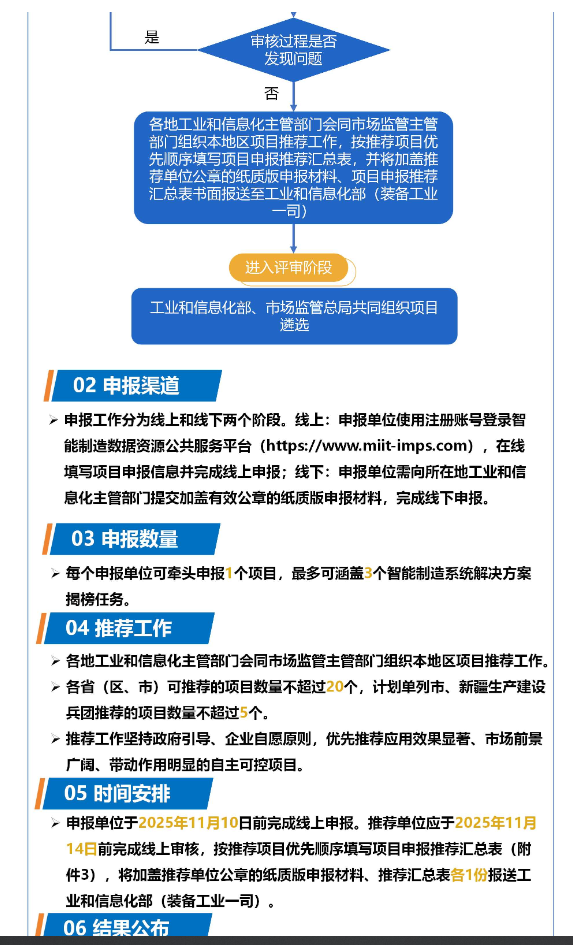 是
审核过程是否
发现问题
否
各地工业和信息化主管部门会同市场监管主管
部门组织本地区项目推荐工作，按推荐项目优
先顺序填写项目申报推荐汇总表，并将加盖推
荐单位公章的纸质版申报材料、项目申报推荐
汇总表书面报送至工业和信息化部（装备工业
一司）
进入评审阶段
工业和信息化部、市场监管总局共同组织项目
遴选
02 申报渠道
➢ 申报工作分为线上和线下两个阶段。线上：申报单位使用注册账号登录智
能制造数据资源公共服务平台（https://www.miit-imps.com），在线
填写项目申报信息并完成线上申报；线下：申报单位需向所在地工业和信
息化主管部门提交加盖有效公章的纸质版申报材料，完成线下申报。
03 申报数量
➢ 每个申报单位可牵头申报1个项目，最多可涵盖3个智能制造系统解决方案
揭榜任务。
04 推荐工作
➢ 各地工业和信息化主管部门会同市场监管主管部门组织本地区项目推荐工作。
➢ 各省（区、市）可推荐的项目数量不超过20个，计划单列市、新疆生产建设
兵团推荐的项目数量不超过5个。
➢ 推荐工作坚持政府引导、企业自愿原则，优先推荐应用效果显著、市场前景
广阔、带动作用明显的自主可控项目。
05 时间安排
➢ 申报单位于2025年11月10日前完成线上申报。推荐单位应于2025年11月
14日前完成线上审核，按推荐项目优先顺序填写项目申报推荐汇总表（附
件3），将加盖推荐单位公章的纸质版申报材料、推荐汇总表各1份报送工
业和信息化部（装备工业一司）。
06 结果公布